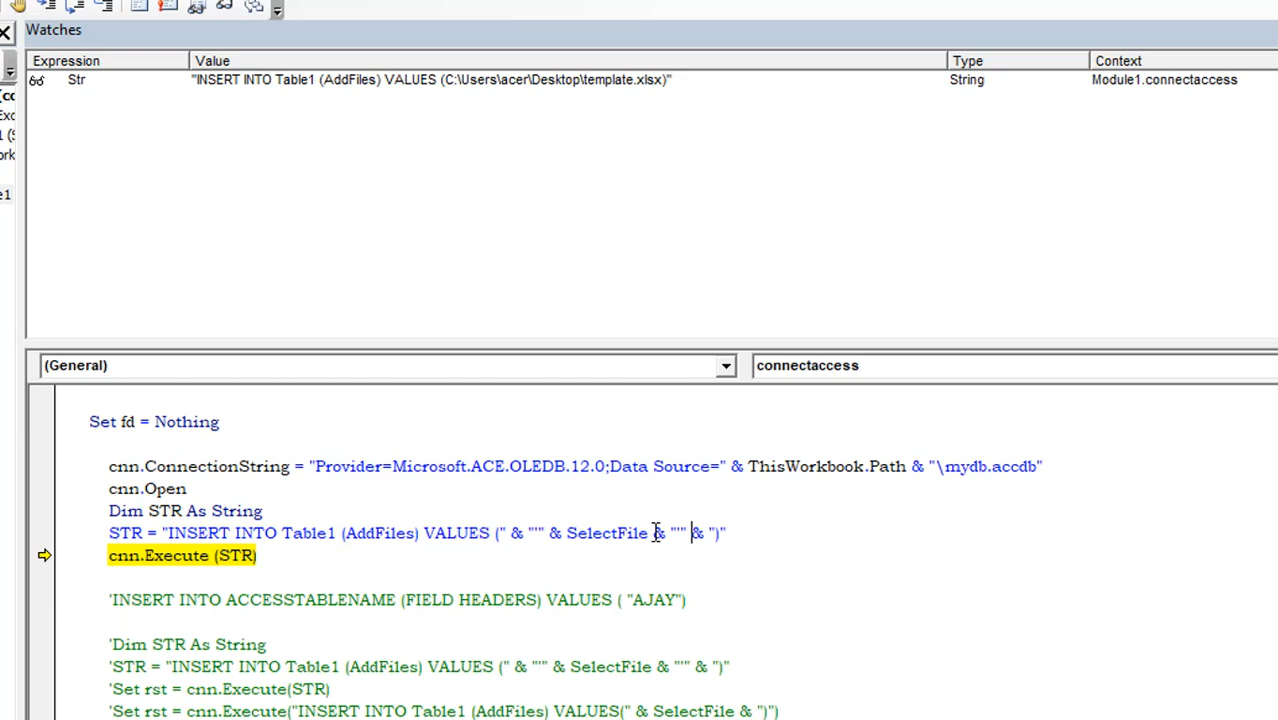 Watches
Expression Value Type Context
Str "INSERT INTO Table1 (AddFiles) VALUES (C:\Users\acer\Desktop\template.xlsx)" String Module1.connectaccess
(General) connectaccess
Set fd = Nothing
cnn.ConnectionString = "Provider=Microsoft.ACE.OLEDB.12.0;Data Source=" & ThisWorkbook.Path & "\mydb.accdb"
cnn.Open
Dim STR As String
STR = "INSERT INTO Table1 (AddFiles) VALUES (" & "'" & SelectFile & "'" & ")"
cnn.Execute (STR)
'INSERT INTO ACCESSTABLENAME (FIELD HEADERS) VALUES ( "AJAY")
'Dim STR As String
'STR = "INSERT INTO Table1 (AddFiles) VALUES (" & "'" & SelectFile & "'" & ")"
'Set rst = cnn.Execute(STR)
'Set rst = cnn.Execute("INSERT INTO Table1 (AddFiles) VALUES(" & SelectFile & ")")